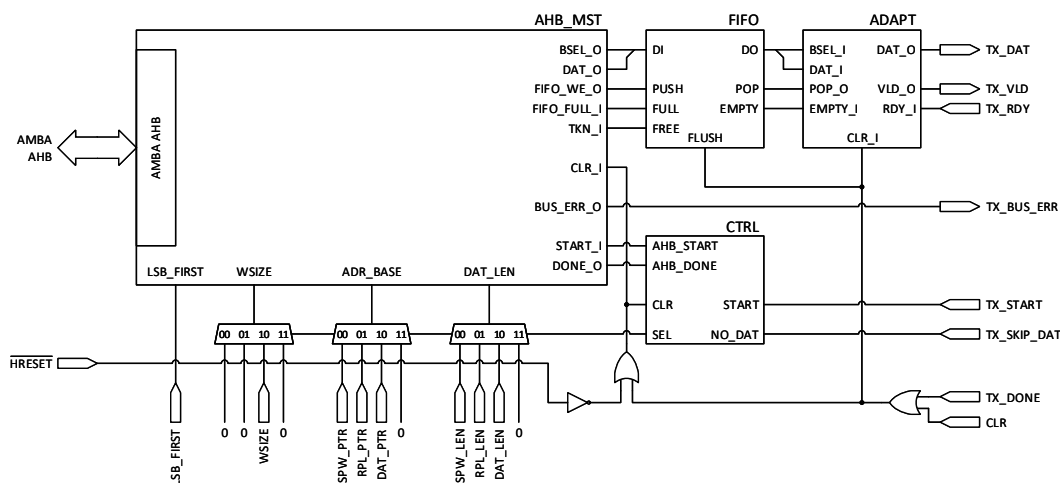 AHB_MST FIFO ADAPT
BSEL_O DI DO BSEL_I DAT_O TX_DAT
DAT_O DAT_I
FIFO_WE_O PUSH POP POP_O VLD_O TX_VLD
FIFO_FULL_I FULL EMPTY EMPTY_I RDY_I TX_RDY
TKN_I FREE
FLUSH CLR_I
AMBA
AHB
AMBA AHB
CLR_I
BUS_ERR_O TX_BUS_ERR
CTRL
START_I AHB_START
DONE_O AHB_DONE
LSB_FIRST WSIZE ADR_BASE DAT_LEN
CLR START TX_START
00 01 10 11 00 01 10 11 00 01 10 11 SEL NO_DAT TX_SKIP_DAT
HRESET
TX_DONE
CLR
LSB_FIRST 0 0 WSIZE 0 SPW_PTR RPL_PTR DAT_PTR 0 SPW_LEN RPL_LEN DAT_LEN 0